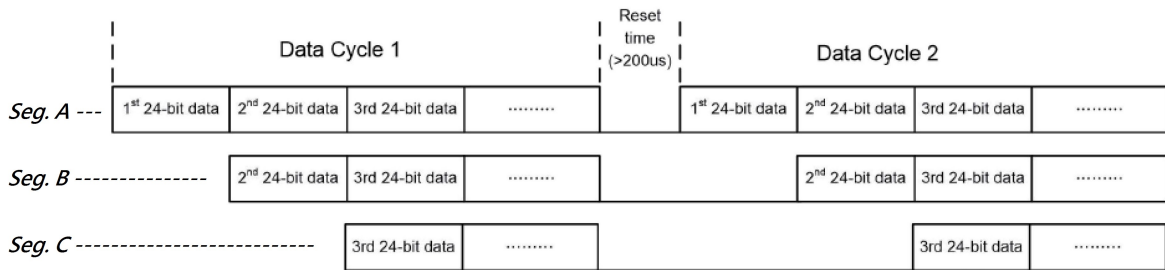 Reset
time
(>200us)
Data Cycle 1
Data Cycle 2
Seg. A
1st 24-bit data 2nd 24-bit data 3rd 24-bit data ......... 1st 24-bit data 2nd 24-bit data 3rd 24-bit data .........
Seg. B
2nd 24-bit data 3rd 24-bit data ......... 2nd 24-bit data 3rd 24-bit data .........
Seg. C
3rd 24-bit data ......... 3rd 24-bit data .........